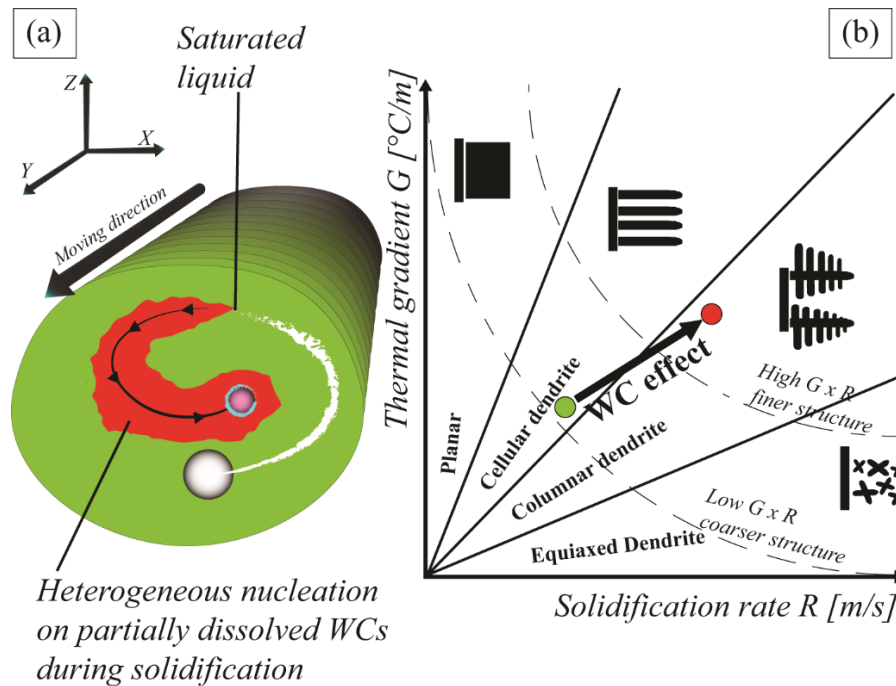 (a)
Saturated
liquid
Z
X
Y
Moving direction
Heterogeneous nucleation
on partially dissolved WCs
during solidification
(b)
Thermal gradient G [°C/m]
Planar
Cellular dendrite
WC effect
Columnar dendrite
Equiaxed Dendrite
High G x R
finer structure
Low G x R
coarser structure
Solidification rate R [m/s]